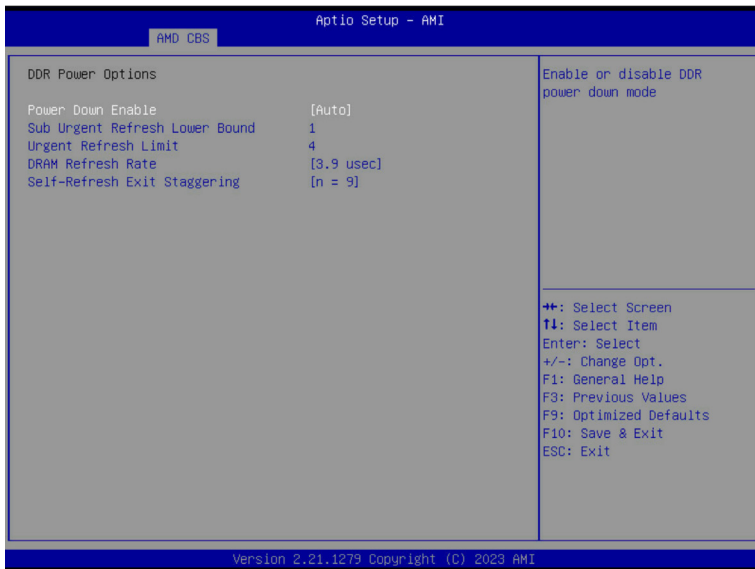 Aptio Setup - AMI
AMD CBS
DDR Power Options
Power Down Enable [Auto]
Sub Urgent Refresh Lower Bound 1
Urgent Refresh Limit 4
DRAM Refresh Rate [3.9 usec]
Self-Refresh Exit Staggering [n = 9]
Enable or disable DDR
power down mode
→←: Select Screen
↑↓: Select Item
Enter: Select
+/-: Change Opt.
F1: General Help
F3: Previous Values
F9: Optimized Defaults
F10: Save & Exit
ESC: Exit
Version 2.21.1279 Copyright (C) 2023 AMI